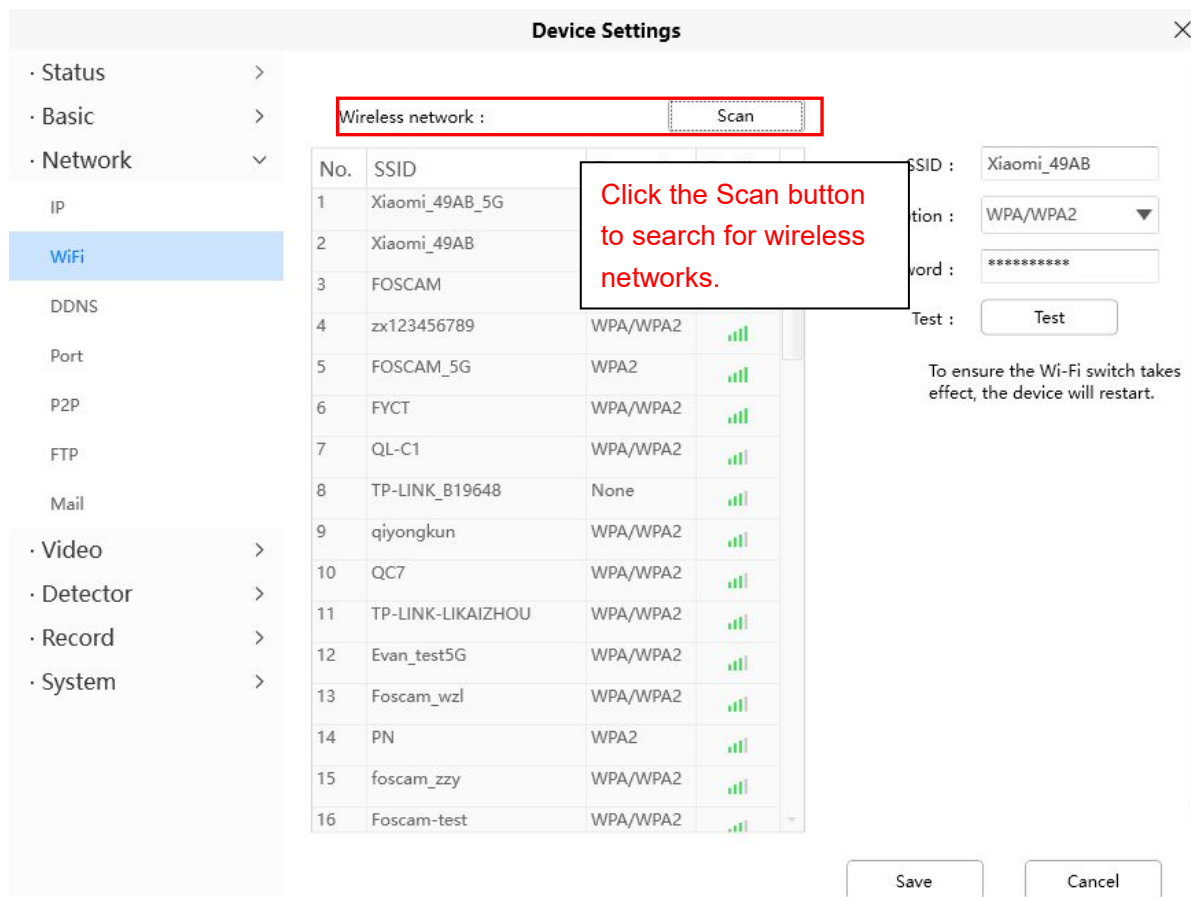 Device Settings
· Status
· Basic
· Network
IP
WiFi
DDNS
Port
P2P
FTP
Mail
· Video
· Detector
· Record
· System
Wireless network :
Scan
No. SSID
1 Xiaomi_49AB_5G
2 Xiaomi_49AB
3 FOSCAM
4 zx123456789 WPA/WPA2
5 FOSCAM_5G WPA2
6 FYCT WPA/WPA2
7 QL-C1 WPA/WPA2
8 TP-LINK_B19648 None
9 qiyongkun WPA/WPA2
10 QC7 WPA/WPA2
11 TP-LINK-LIKAIZHOU WPA/WPA2
12 Evan_test5G WPA/WPA2
13 Foscam_wzl WPA/WPA2
14 PN WPA2
15 foscam_zzy WPA/WPA2
16 Foscam-test WPA/WPA2
Click the Scan button
to search for wireless
networks.
SSID : Xiaomi_49AB
tion : WPA/WPA2
word : **********
Test : Test
To ensure the Wi-Fi switch takes
effect, the device will restart.
Save Cancel